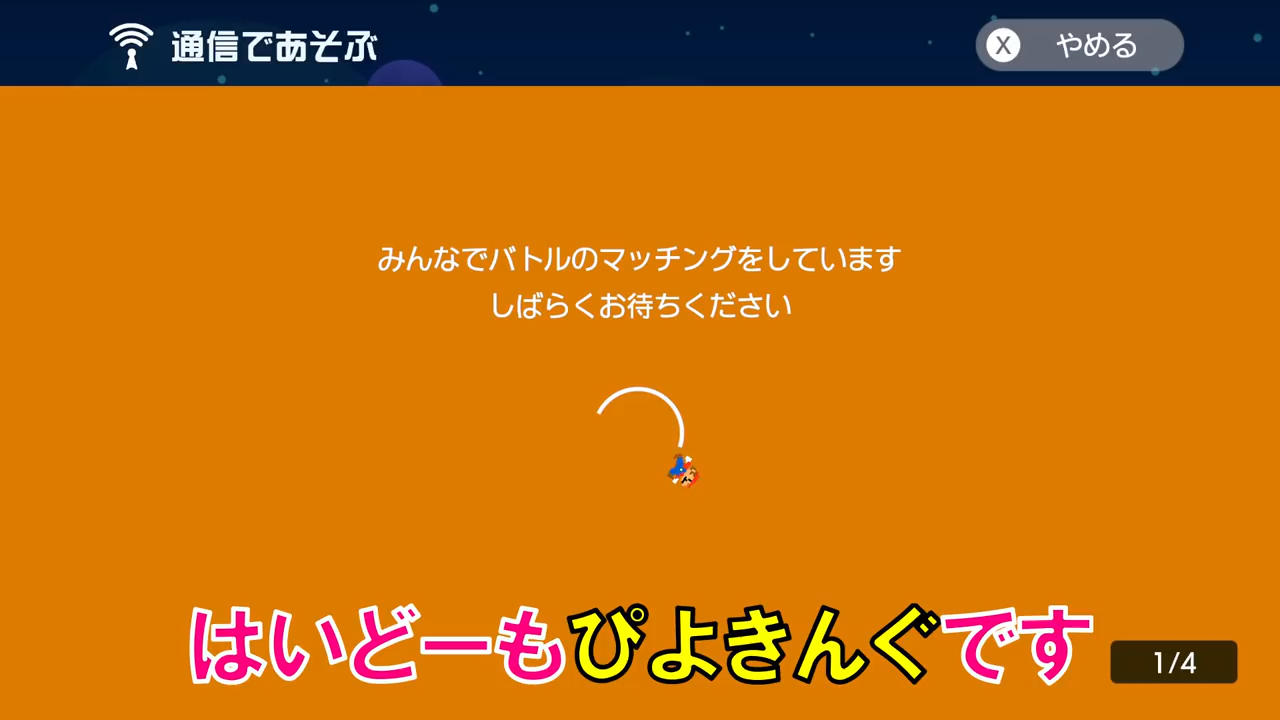 通信であそぶ
X やめる
みんなでバトルのマッチングをしています
しばらくお待ちください
はいどーもぴよきんぐです
1/4